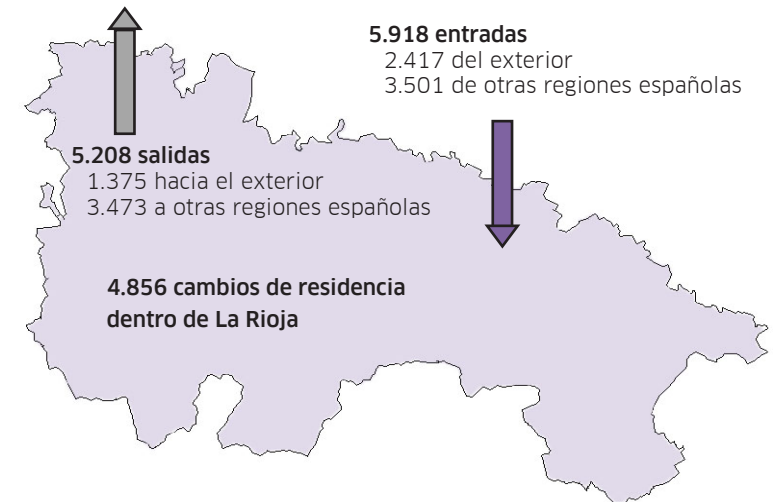 5.918 entradas
2.417 del exterior
3.501 de otras regiones españolas
5.208 salidas
1.375 hacia el exterior
3.473 a otras regiones españolas
4.856 cambios de residencia
dentro de La Rioja